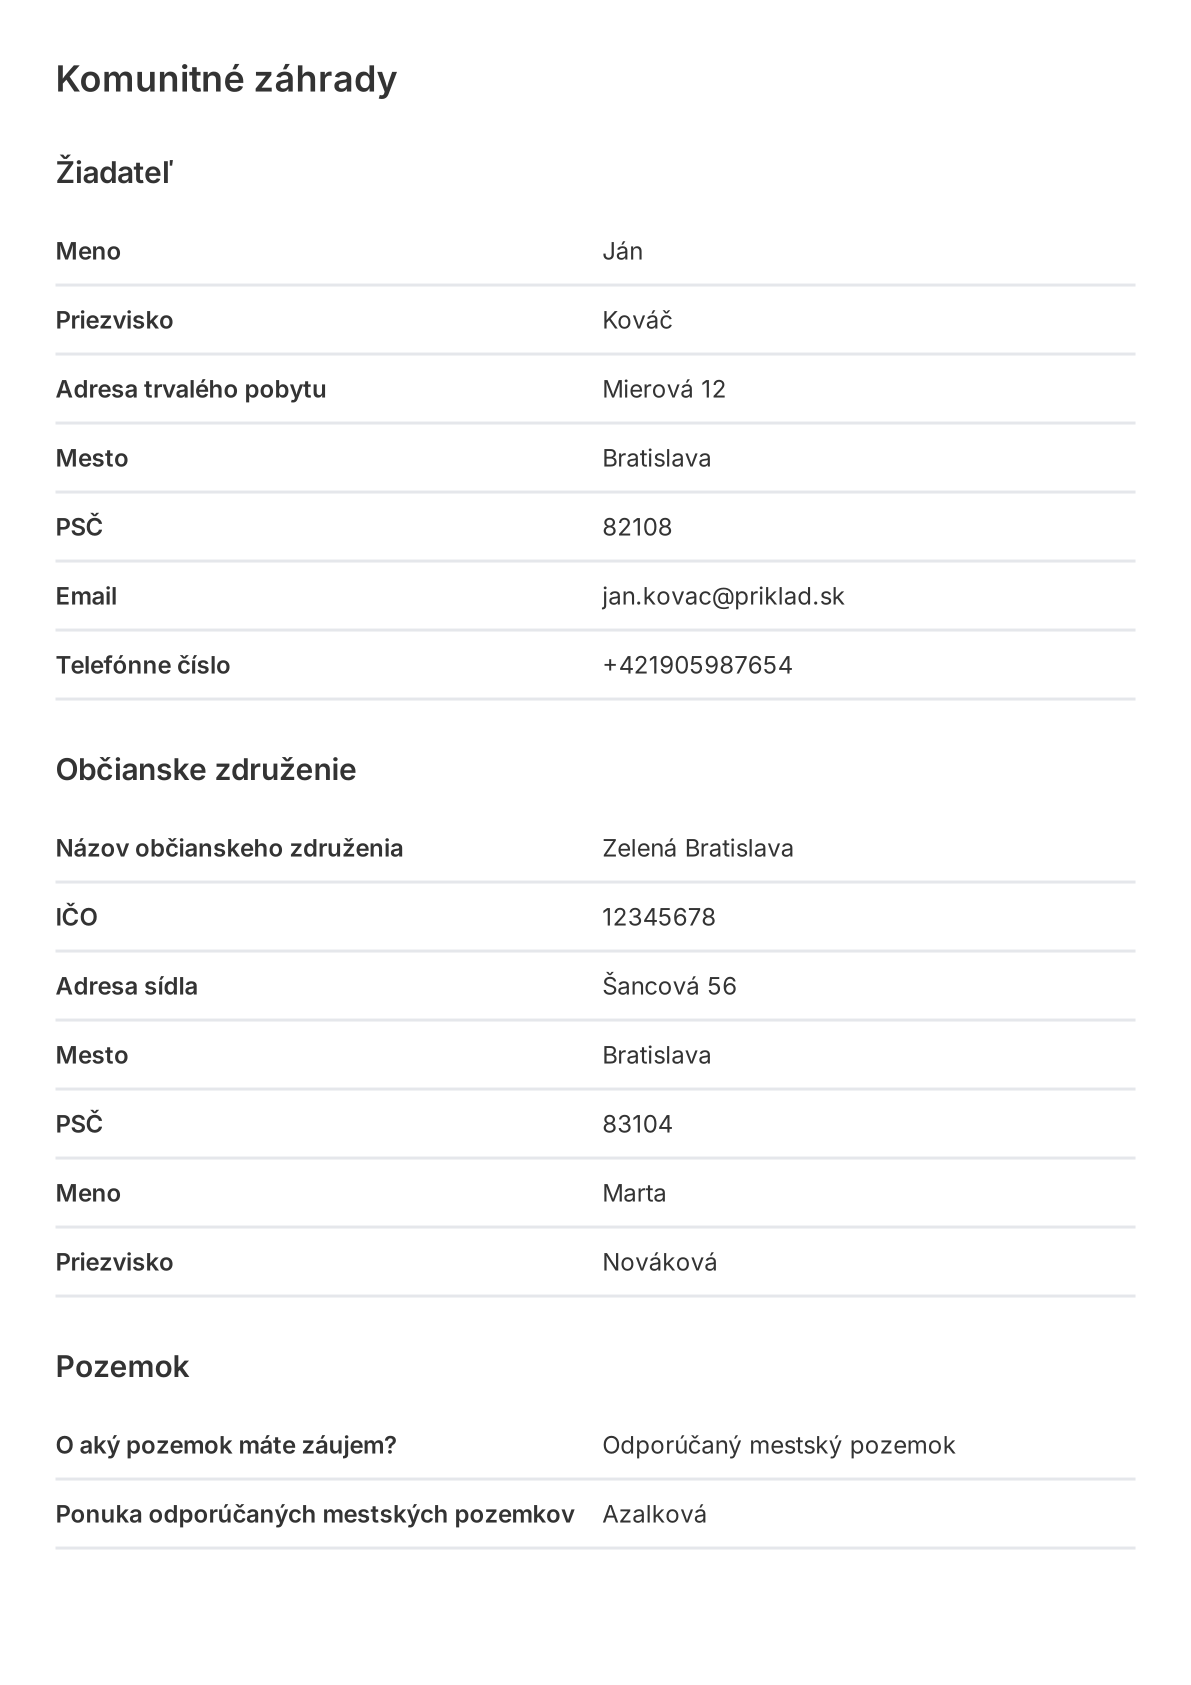 Komunitné záhrady
Žiadateľ
Meno Ján
Priezvisko Kováč
Adresa trvalého pobytu Mierová 12
Mesto Bratislava
PSČ 82108
Email jan.kovac@priklad.sk
Telefónne číslo +421905987654
Občianske združenie
Názov občianskeho združenia Zelená Bratislava
IČO 12345678
Adresa sídla Šancová 56
Mesto Bratislava
PSČ 83104
Meno Marta
Priezvisko Nováková
Pozemok
O aký pozemok máte záujem? Odporúčaný mestský pozemok
Ponuka odporúčaných mestských pozemkov Azalková